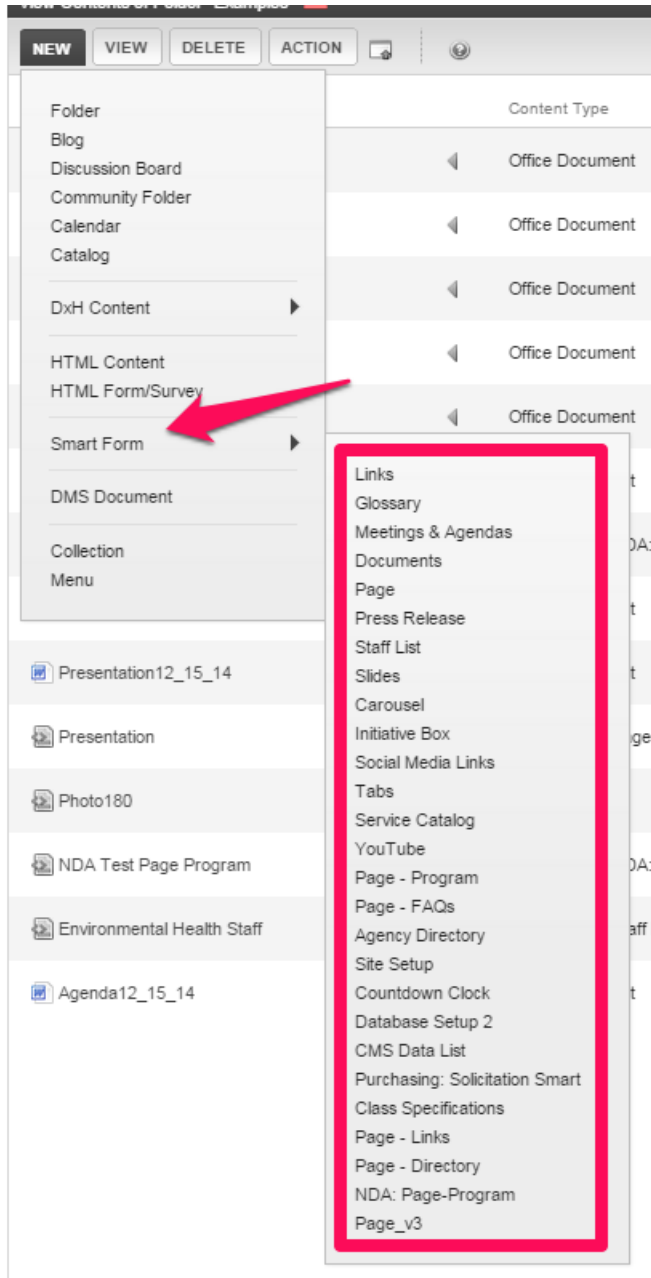 View Contents of Folder "Examples"
NEW VIEW DELETE ACTION
Content Type
Folder
Blog
Discussion Board
Community Folder
Calendar
Catalog
DxH Content
HTML Content
HTML Form/Survey
Smart Form
DMS Document
Collection
Menu
Office Document
Office Document
Office Document
Office Document
Office Document
Links
Glossary
Meetings & Agendas
Documents
Page
Press Release
Staff List
Slides
Carousel
Initiative Box
Social Media Links
Tabs
Service Catalog
YouTube
Page - Program
Page - FAQs
Agency Directory
Site Setup
Countdown Clock
Database Setup 2
CMS Data List
Purchasing: Solicitation Smart
Class Specifications
Page - Links
Page - Directory
NDA: Page-Program
Page_v3
Presentation12_15_14
Presentation
Photo180
NDA Test Page Program
Environmental Health Staff
Agenda12_15_14